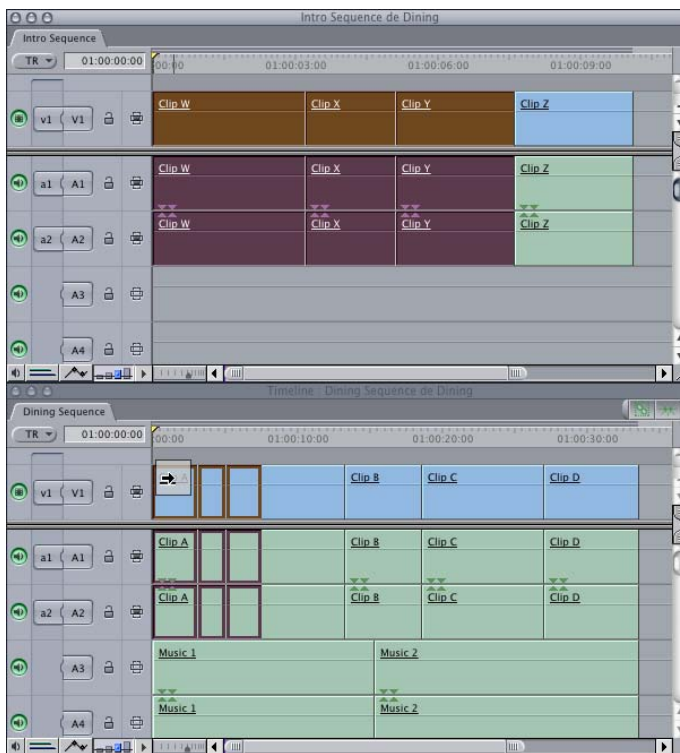 Intro Sequence de Dining
Intro Sequence
TR 01:00:00:00 00:00 01:00:03:00 01:00:06:00 01:00:09:00
Clip W Clip X Clip Y Clip Z
v1 V1
Clip W Clip X Clip Y Clip Z
a1 A1
Clip W Clip X Clip Y Clip Z
a2 A2
A3
A4
Timeline : Dining Sequence de Dining
Dining Sequence
TR 01:00:00:00 00:00 01:00:10:00 01:00:20:00 01:00:30:00
Clip B Clip C Clip D
v1 V1
Clip A Clip B Clip C Clip D
a1 A1
Clip A Clip B Clip C Clip D
a2 A2
Music 1 Music 2
A3
Music 1 Music 2
A4